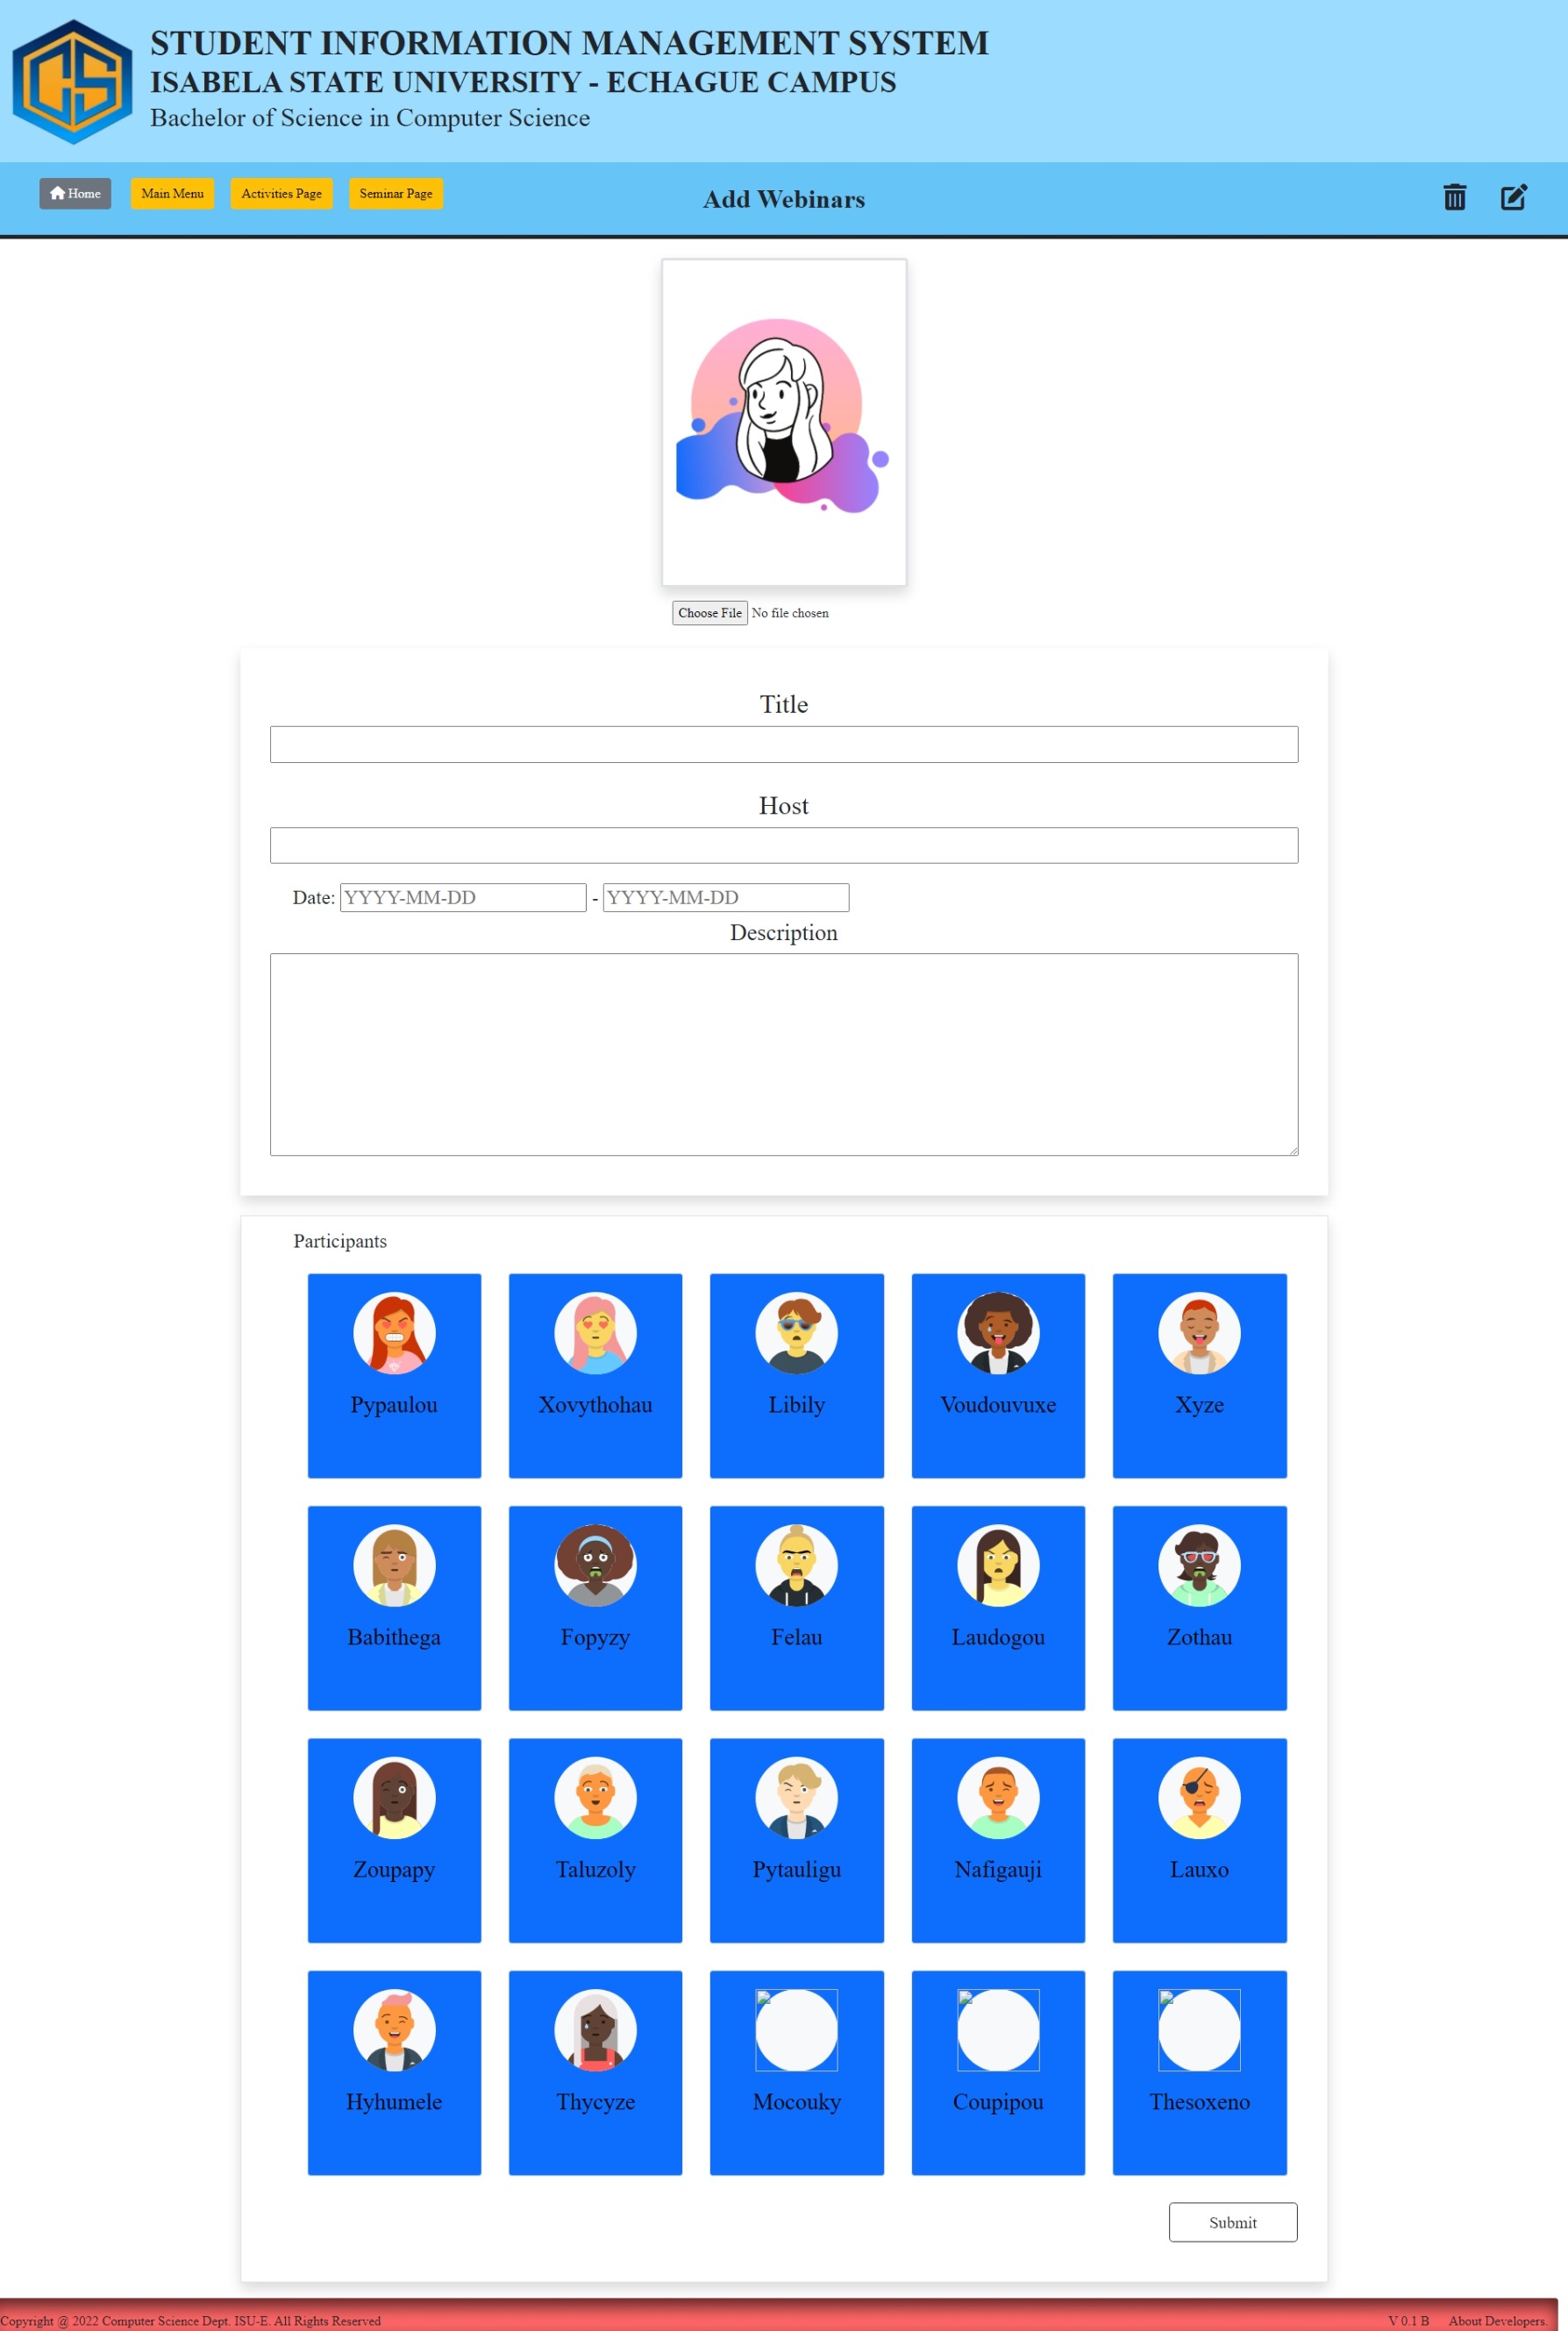 CS
STUDENT INFORMATION MANAGEMENT SYSTEM
ISABELA STATE UNIVERSITY - ECHAGUE CAMPUS
Bachelor of Science in Computer Science
Home Main Menu Activities Page Seminar Page Add Webinars
Choose File No file chosen
Title
Host
Date: YYYY-MM-DD - YYYY-MM-DD
Description
Participants
Pypaulou Xovythohau Libily Voudouvuxe Xyze
Babithega Fopyzy Felau Laudogou Zothau
Zoupapy Taluzoly Pytauligu Nafigauji Lauxo
Hyhumele Thycyze Mocouky Coupipou Thesoxeno
Submit
Copyright @ 2022 Computer Science Dept. ISU-E. All Rights Reserved V 0.1 B About Developers.